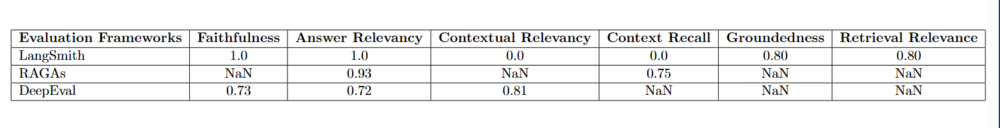 Evaluation Frameworks Faithfulness Answer Relevancy Contextual Relevancy Context Recall Groundedness Retrieval Relevance
LangSmith 1.0 1.0 0.0 0.0 0.80 0.80
RAGAs NaN 0.93 NaN 0.75 NaN NaN
DeepEval 0.73 0.72 0.81 NaN NaN NaN